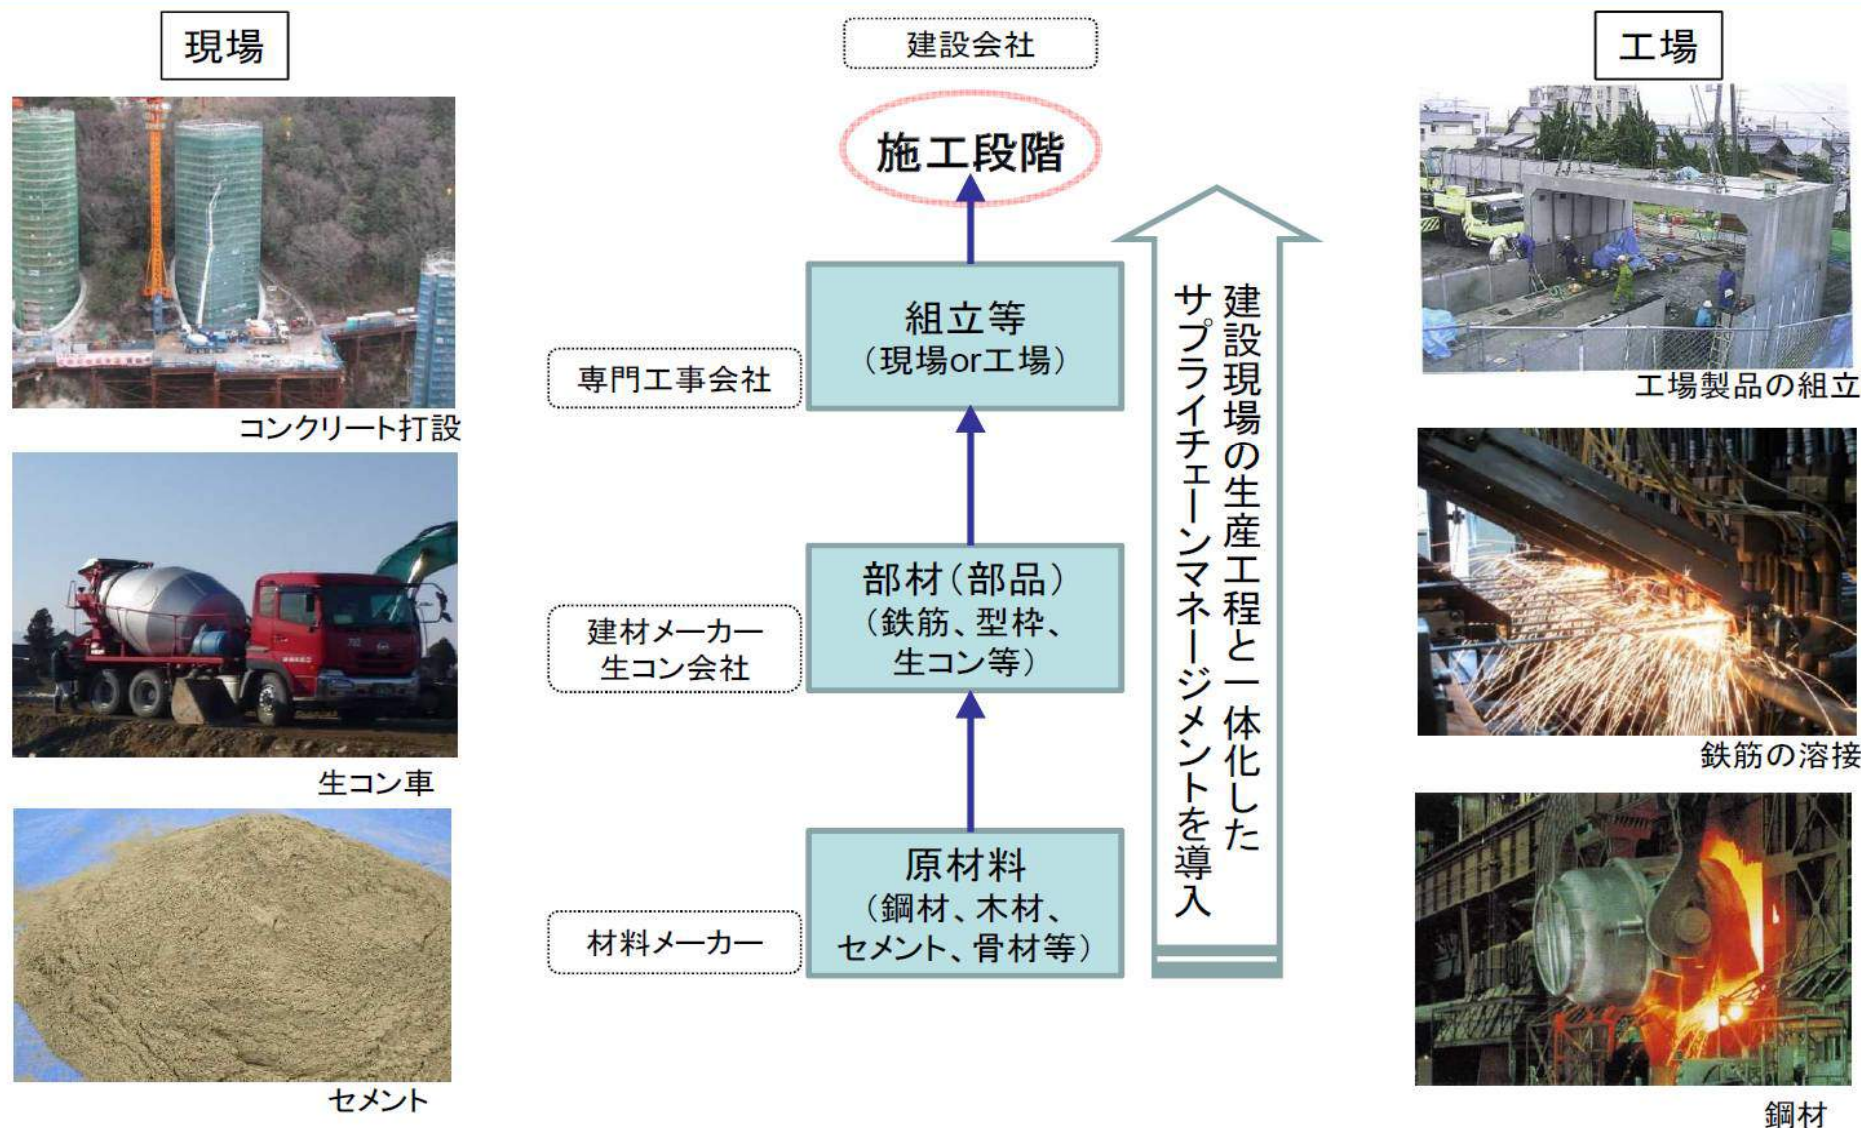 現場
コンクリート打設
生コン車
セメント
建設会社
施工段階
組立等
（現場or工場）
専門工事会社
部材（部品）
（鉄筋、型枠、
生コン等）
建材メーカー
生コン会社
原材料
（鋼材、木材、
セメント、骨材等）
材料メーカー
建設現場の生産工程と一体化した
サプライチェーンマネージメントを導入
工場
工場製品の組立
鉄筋の溶接
鋼材